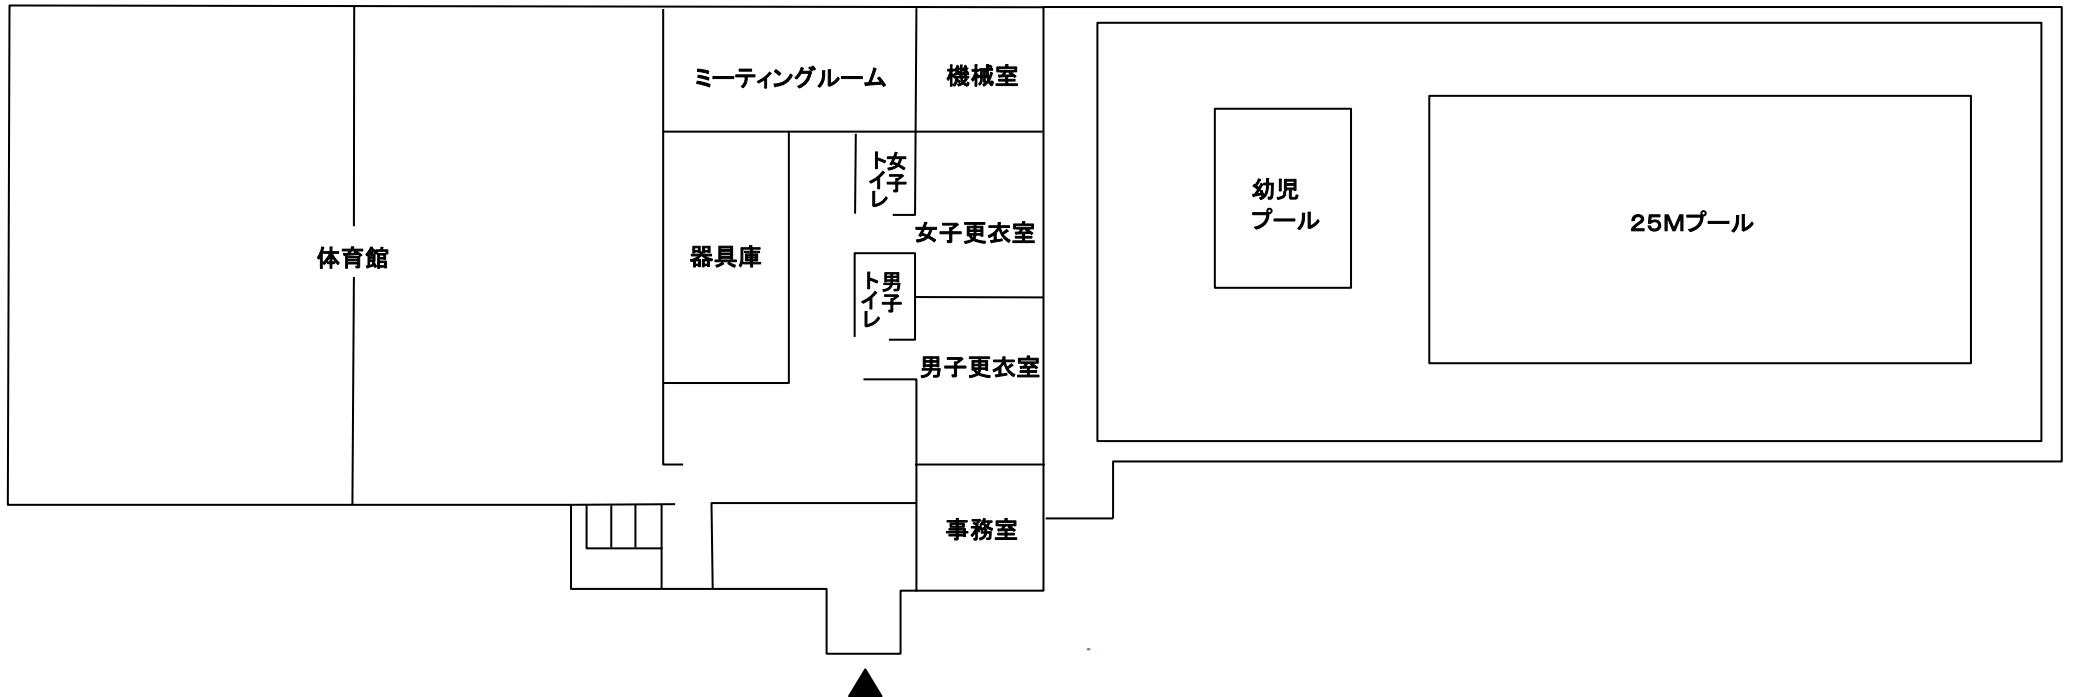 ミーティングルーム
機械室
女子
トイレ
幼児
プール
25Mプール
女子更衣室
体育館
器具庫
男子
トイレ
男子更衣室
事務室